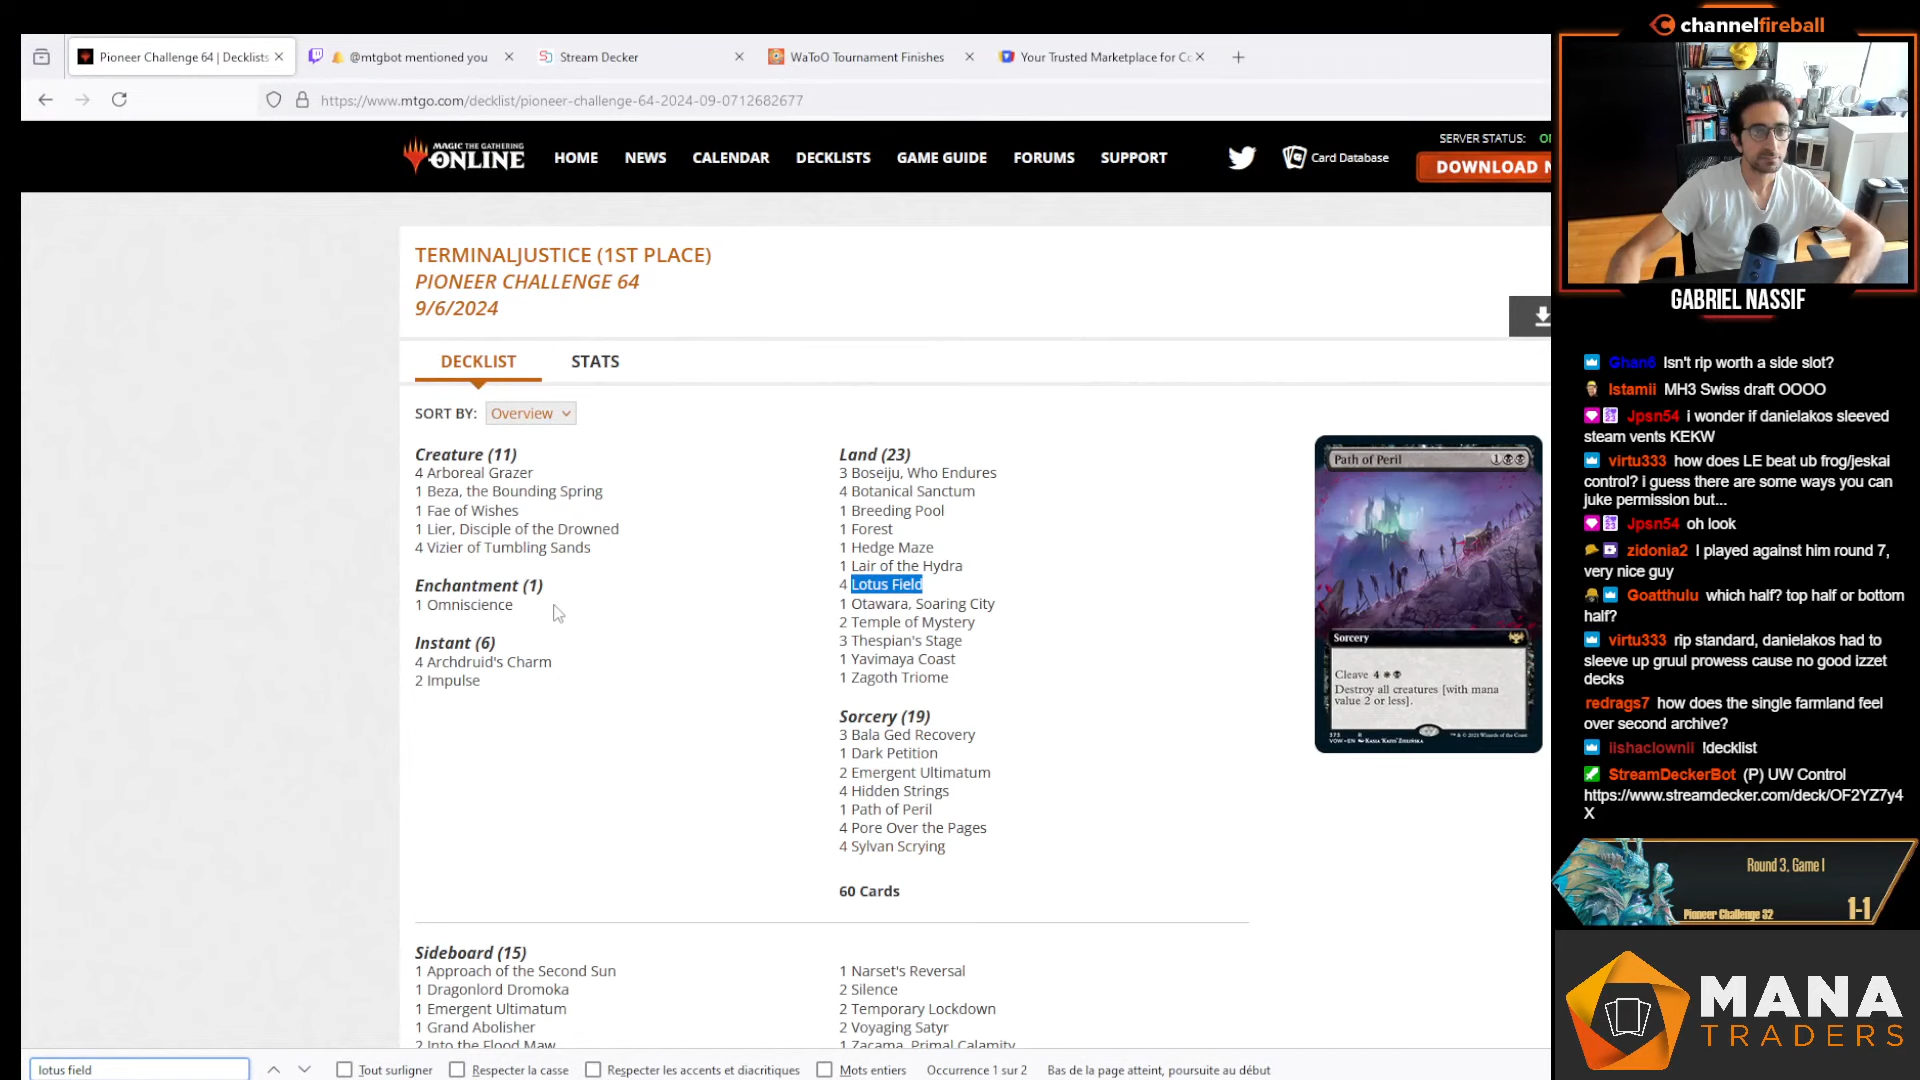 channelfireball
Pioneer Challenge 64 | Decklists
@mtgbot mentioned you
Stream Decker
WaToO Tournament Finishes
Your Trusted Marketplace for Co
https://www.mtgo.com/decklist/pioneer-challenge-64-2024-09-0712682677
MAGIC THE GATHERING
ONLINE
HOME
NEWS
CALENDAR
DECKLISTS
GAME GUIDE
FORUMS
SUPPORT
Card Database
SERVER STATUS:
DOWNLOAD
TERMINALJUSTICE (1ST PLACE)
PIONEER CHALLENGE 64
9/6/2024
DECKLIST
STATS
SORT BY: Overview
Creature (11)
4 Arboreal Grazer
1 Beza, the Bounding Spring
1 Fae of Wishes
1 Lier, Disciple of the Drowned
4 Vizier of Tumbling Sands
Enchantment (1)
1 Omniscience
Instant (6)
4 Archdruid's Charm
2 Impulse
Land (23)
3 Boseiju, Who Endures
4 Botanical Sanctum
1 Breeding Pool
1 Forest
1 Hedge Maze
1 Lair of the Hydra
4 Lotus Field
1 Otawara, Soaring City
2 Temple of Mystery
3 Thespian's Stage
1 Yavimaya Coast
1 Zagoth Triome
Sorcery (19)
3 Bala Ged Recovery
1 Dark Petition
2 Emergent Ultimatum
4 Hidden Strings
1 Path of Peril
4 Pore Over the Pages
4 Sylvan Scrying
60 Cards
Path of Peril
Sorcery
Cleave 4
Destroy all creatures [with mana
value 2 or less].
Sideboard (15)
1 Approach of the Second Sun
1 Dragonlord Dromoka
1 Emergent Ultimatum
1 Grand Abolisher
2 Into the Flood Maw
1 Narset's Reversal
2 Silence
2 Temporary Lockdown
2 Voyaging Satyr
1 Zacama, Primal Calamity
lotus field
Tout surligner
Respecter la casse
Respecter les accents et diacritiques
Mots entiers
Occurrence 1 sur 2
Bas de la page atteint, poursuite au début
GABRIEL NASSIF
Ghan6 Isn't rip worth a side slot?
Istamii MH3 Swiss draft OOOO
Jpsn54 i wonder if danielakos sleeved
steam vents KEKW
virtu333 how does LE beat ub frog/jeskai
control? i guess there are some ways you can
juke permission but...
Jpsn54 oh look
zidonia2 I played against him round 7,
very nice guy
Goatthulu which half? top half or bottom
half?
virtu333 rip standard, danielakos had to
sleeve up gruul prowess cause no good izzet
decks
redrags7 how does the single farmland feel
over second archive?
iishaclownii !decklist
StreamDeckerBot (P) UW Control
https://www.streamdecker.com/deck/OF2YZ7y4
X
Round 3, Game 1
Pioneer Challenge 32
1-1
MANA
TRADERS